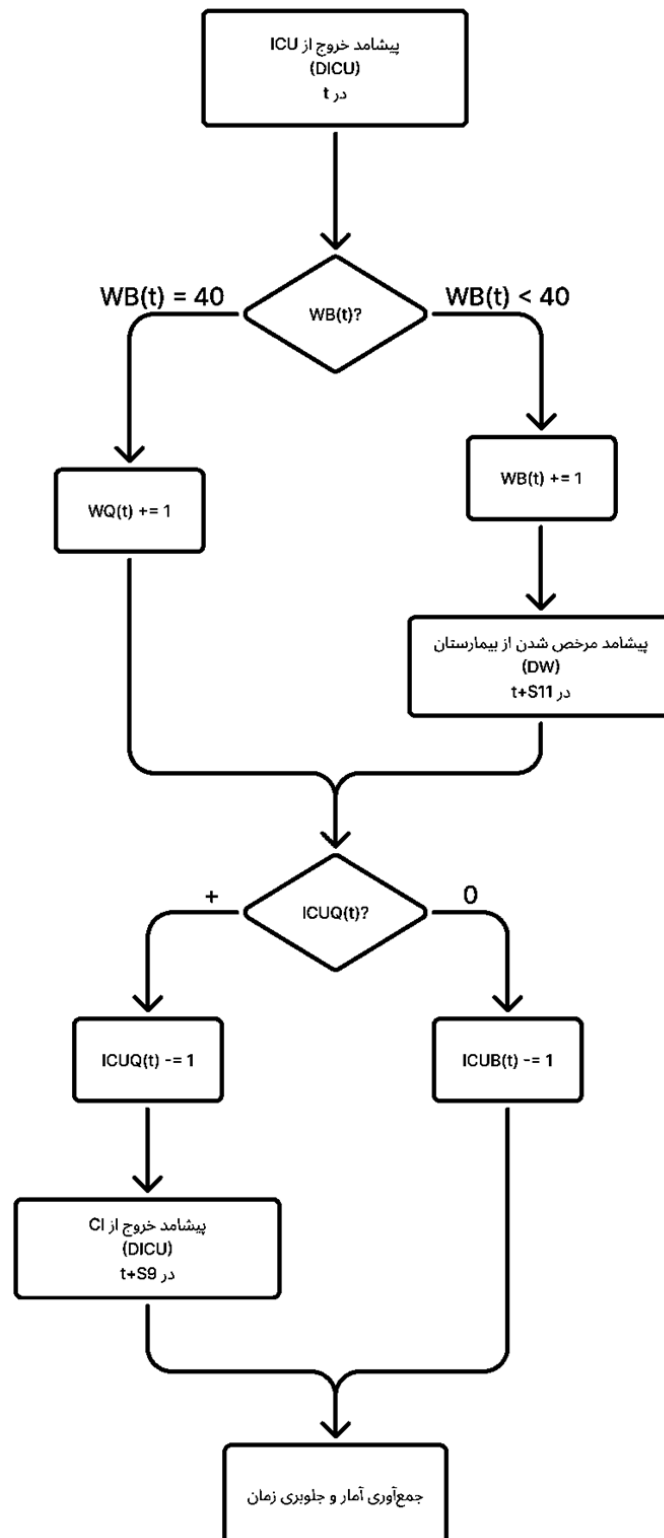 پیشامد خروج از ICU
(DICU)
در t
WB(t) = 40
WB(t)?
WB(t) < 40
WQ(t) += 1
WB(t) += 1
پیشامد مرخص شدن از بیمارستان
(DW)
در t+S11
+
ICUQ(t)?
0
ICUQ(t) -= 1
ICUB(t) -= 1
پیشامد خروج از CI
(DICU)
در t+S9
جمع‌آوری آمار و جلوبری زمان